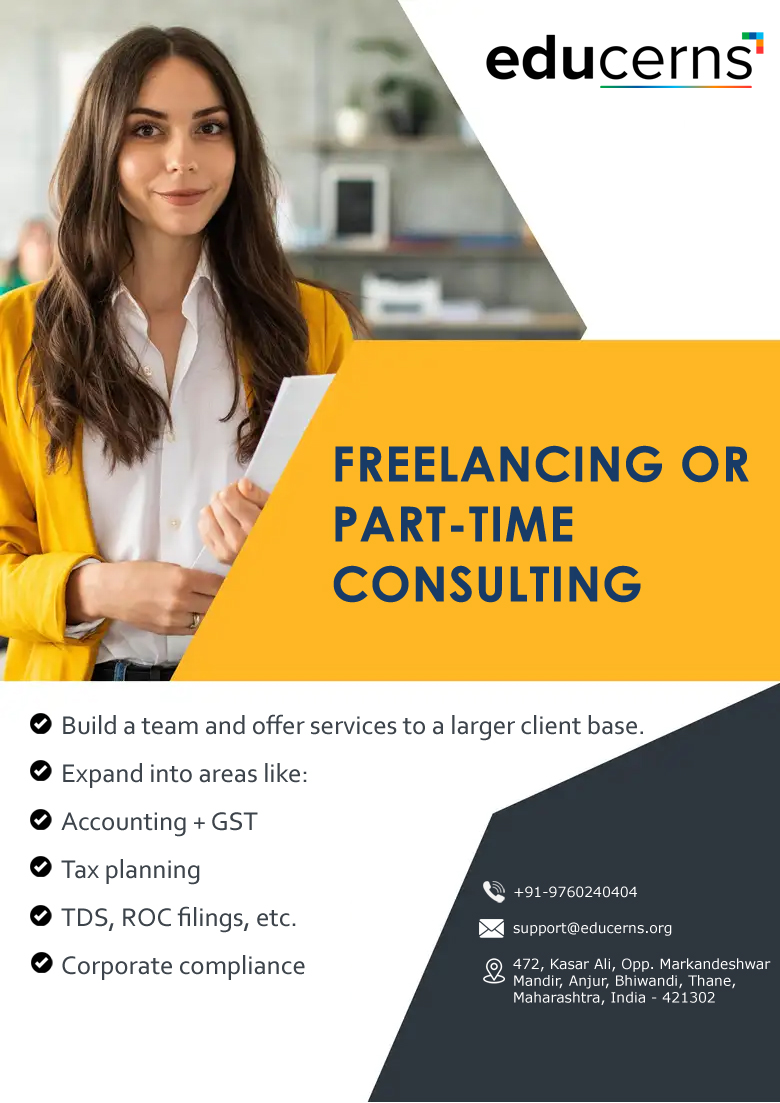 educerns
FREELANCING OR
PART-TIME
CONSULTING
Build a team and offer services to a larger client base.
Expand into areas like:
Accounting + GST
Tax planning
TDS, ROC filings, etc.
Corporate compliance
+91-9760240404
support@educerns.org
472, Kasar Ali, Opp. Markandeshwar
Mandir, Anjur, Bhiwandi, Thane,
Maharashtra, India - 421302